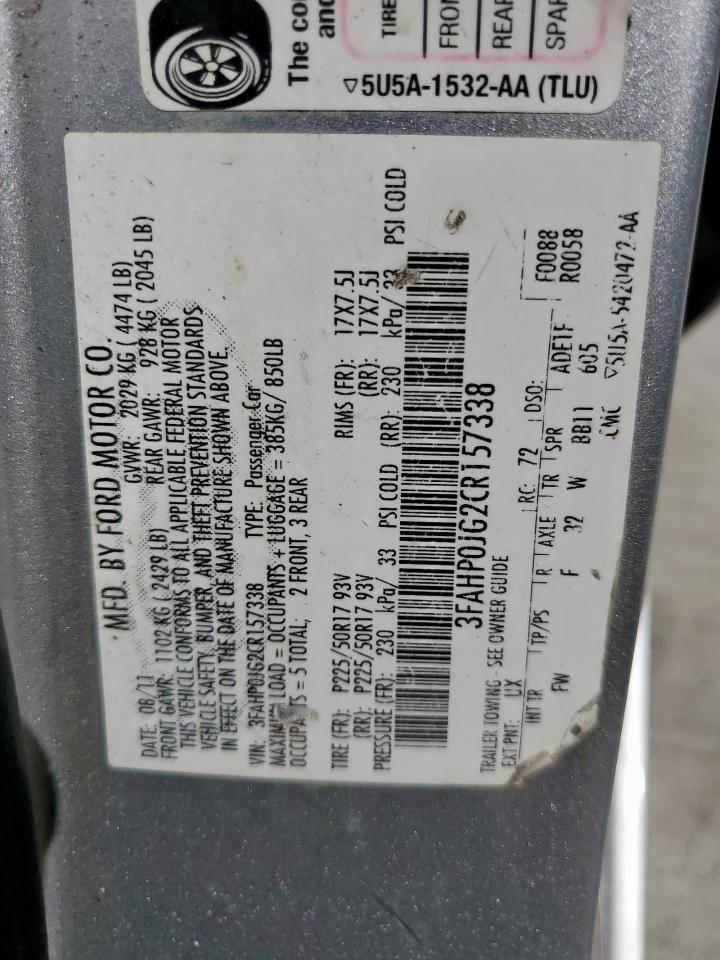 The co
and
TIRE
FRON
REAR
SPAR
▽5U5A-1532-AA (TLU)
MFD. BY FORD MOTOR CO.
DATE: 08/11 GVWR: 2029 KG ( 4474 LB)
FRONT GAWR: 1102 KG ( 2429 LB) REAR GAWR: 928 KG ( 2045 LB)
THIS VEHICLE CONFORMS TO ALL APPLICABLE FEDERAL MOTOR
VEHICLE SAFETY, BUMPER, AND THEFT PREVENTION STANDARDS
IN EFFECT ON THE DATE OF MANUFACTURE SHOWN ABOVE.
VIN: 3FAHP0JG2CR157338 TYPE: Passenger Car
MAXIMUM LOAD = OCCUPANTS + LUGGAGE = 385KG/ 850LB
OCCUPANTS = 5 TOTAL; 2 FRONT, 3 REAR
TIRE (FR): P225/50R17 93V RIMS (FR): 17X7.5J
(RR): P225/50R17 93V (RR): 17X7.5J
PRESSURE (FR): 230 kPa/ 33 PSI COLD (RR): 230 kPa/ 33 PSI COLD
3FAHP0JG2CR157338
TRAILER TOWING - SEE OWNER GUIDE F0088
EXT PNT: UX RC: 72 DSO: R0058
INT TR TP/PS R AXLE TR SPR ADE1F
FW F 32 W BB11 605
CMC ▽5U5A-5420472-AA